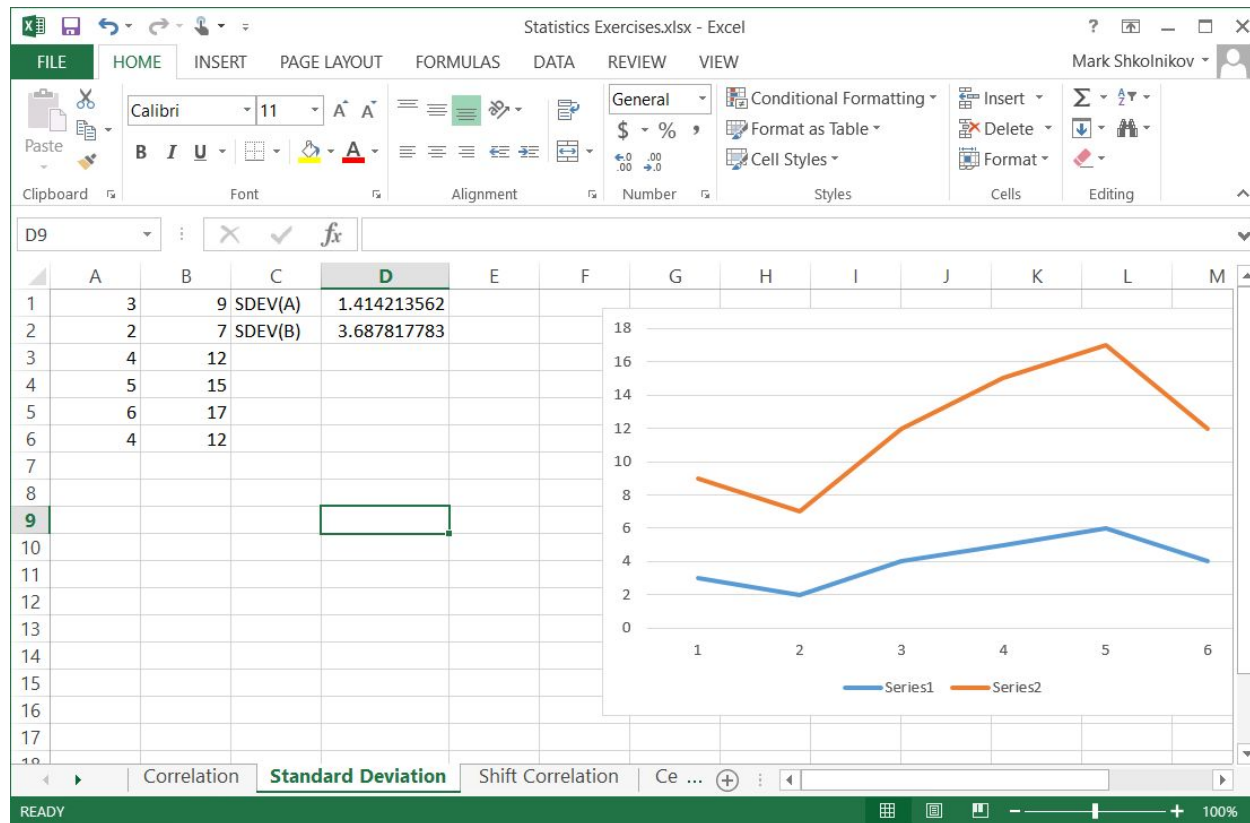 Statistics Exercises.xlsx - Excel
FILE HOME INSERT PAGE LAYOUT FORMULAS DATA REVIEW VIEW Mark Shkolnikov
Calibri 11 General Conditional Formatting Insert
Paste B I U A $ % Format as Table Delete
Cell Styles Format
Clipboard Font Alignment Number Styles Cells Editing
D9 fx
A B C D E F G H I J K L M
1 3 9 SDEV(A) 1.414213562
2 2 7 SDEV(B) 3.687817783
3 4 12
4 5 15
5 6 17
6 4 12
7
8
9
10
11
12
13
14
15
16
17
18
18
16
14
12
10
8
6
4
2
0
1 2 3 4 5 6
Series1 Series2
Correlation Standard Deviation Shift Correlation Ce ...
READY 100%